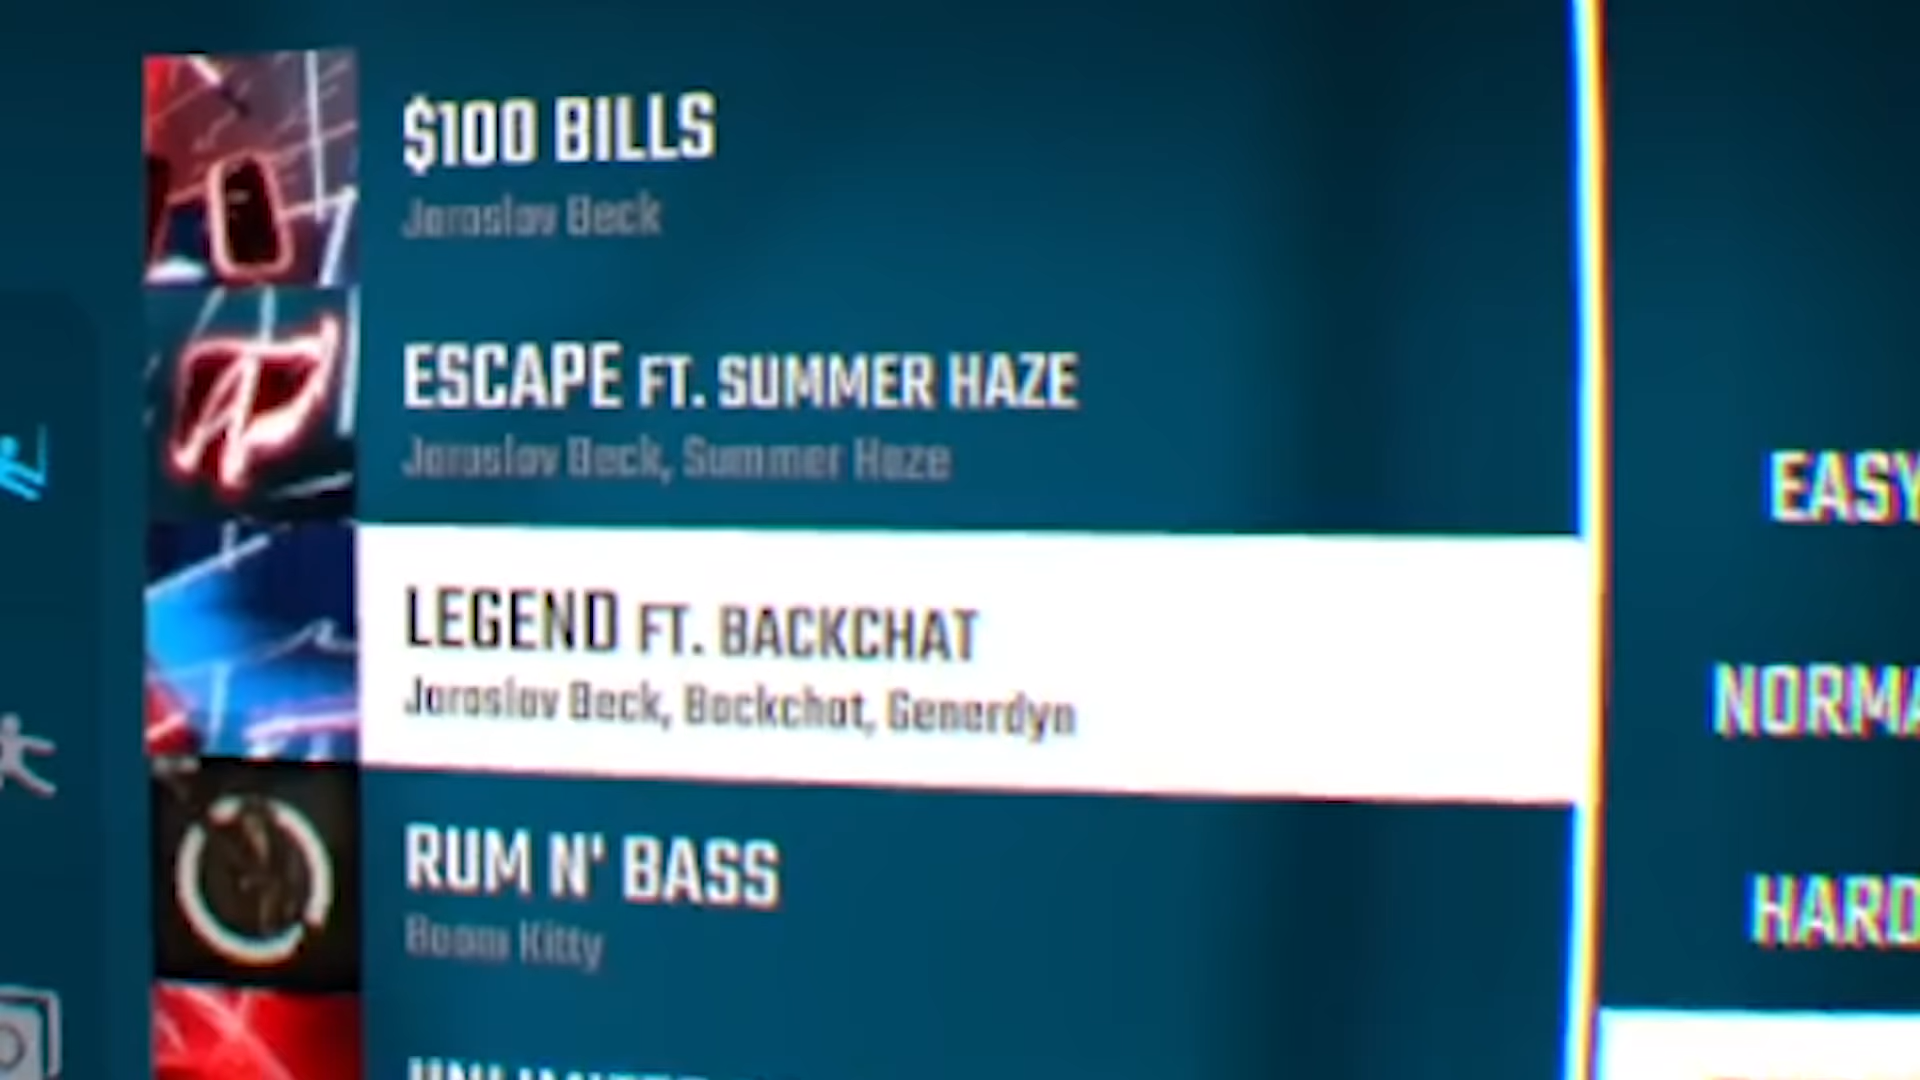 $100 BILLS
Jaroslav Beck
ESCAPE FT. SUMMER HAZE
Jaroslav Beck, Summer Haze
LEGEND FT. BACKCHAT
Jaroslav Beck, Backchat, Generdyn
RUM N' BASS
Boom Kitty
EASY
NORMA
HARD